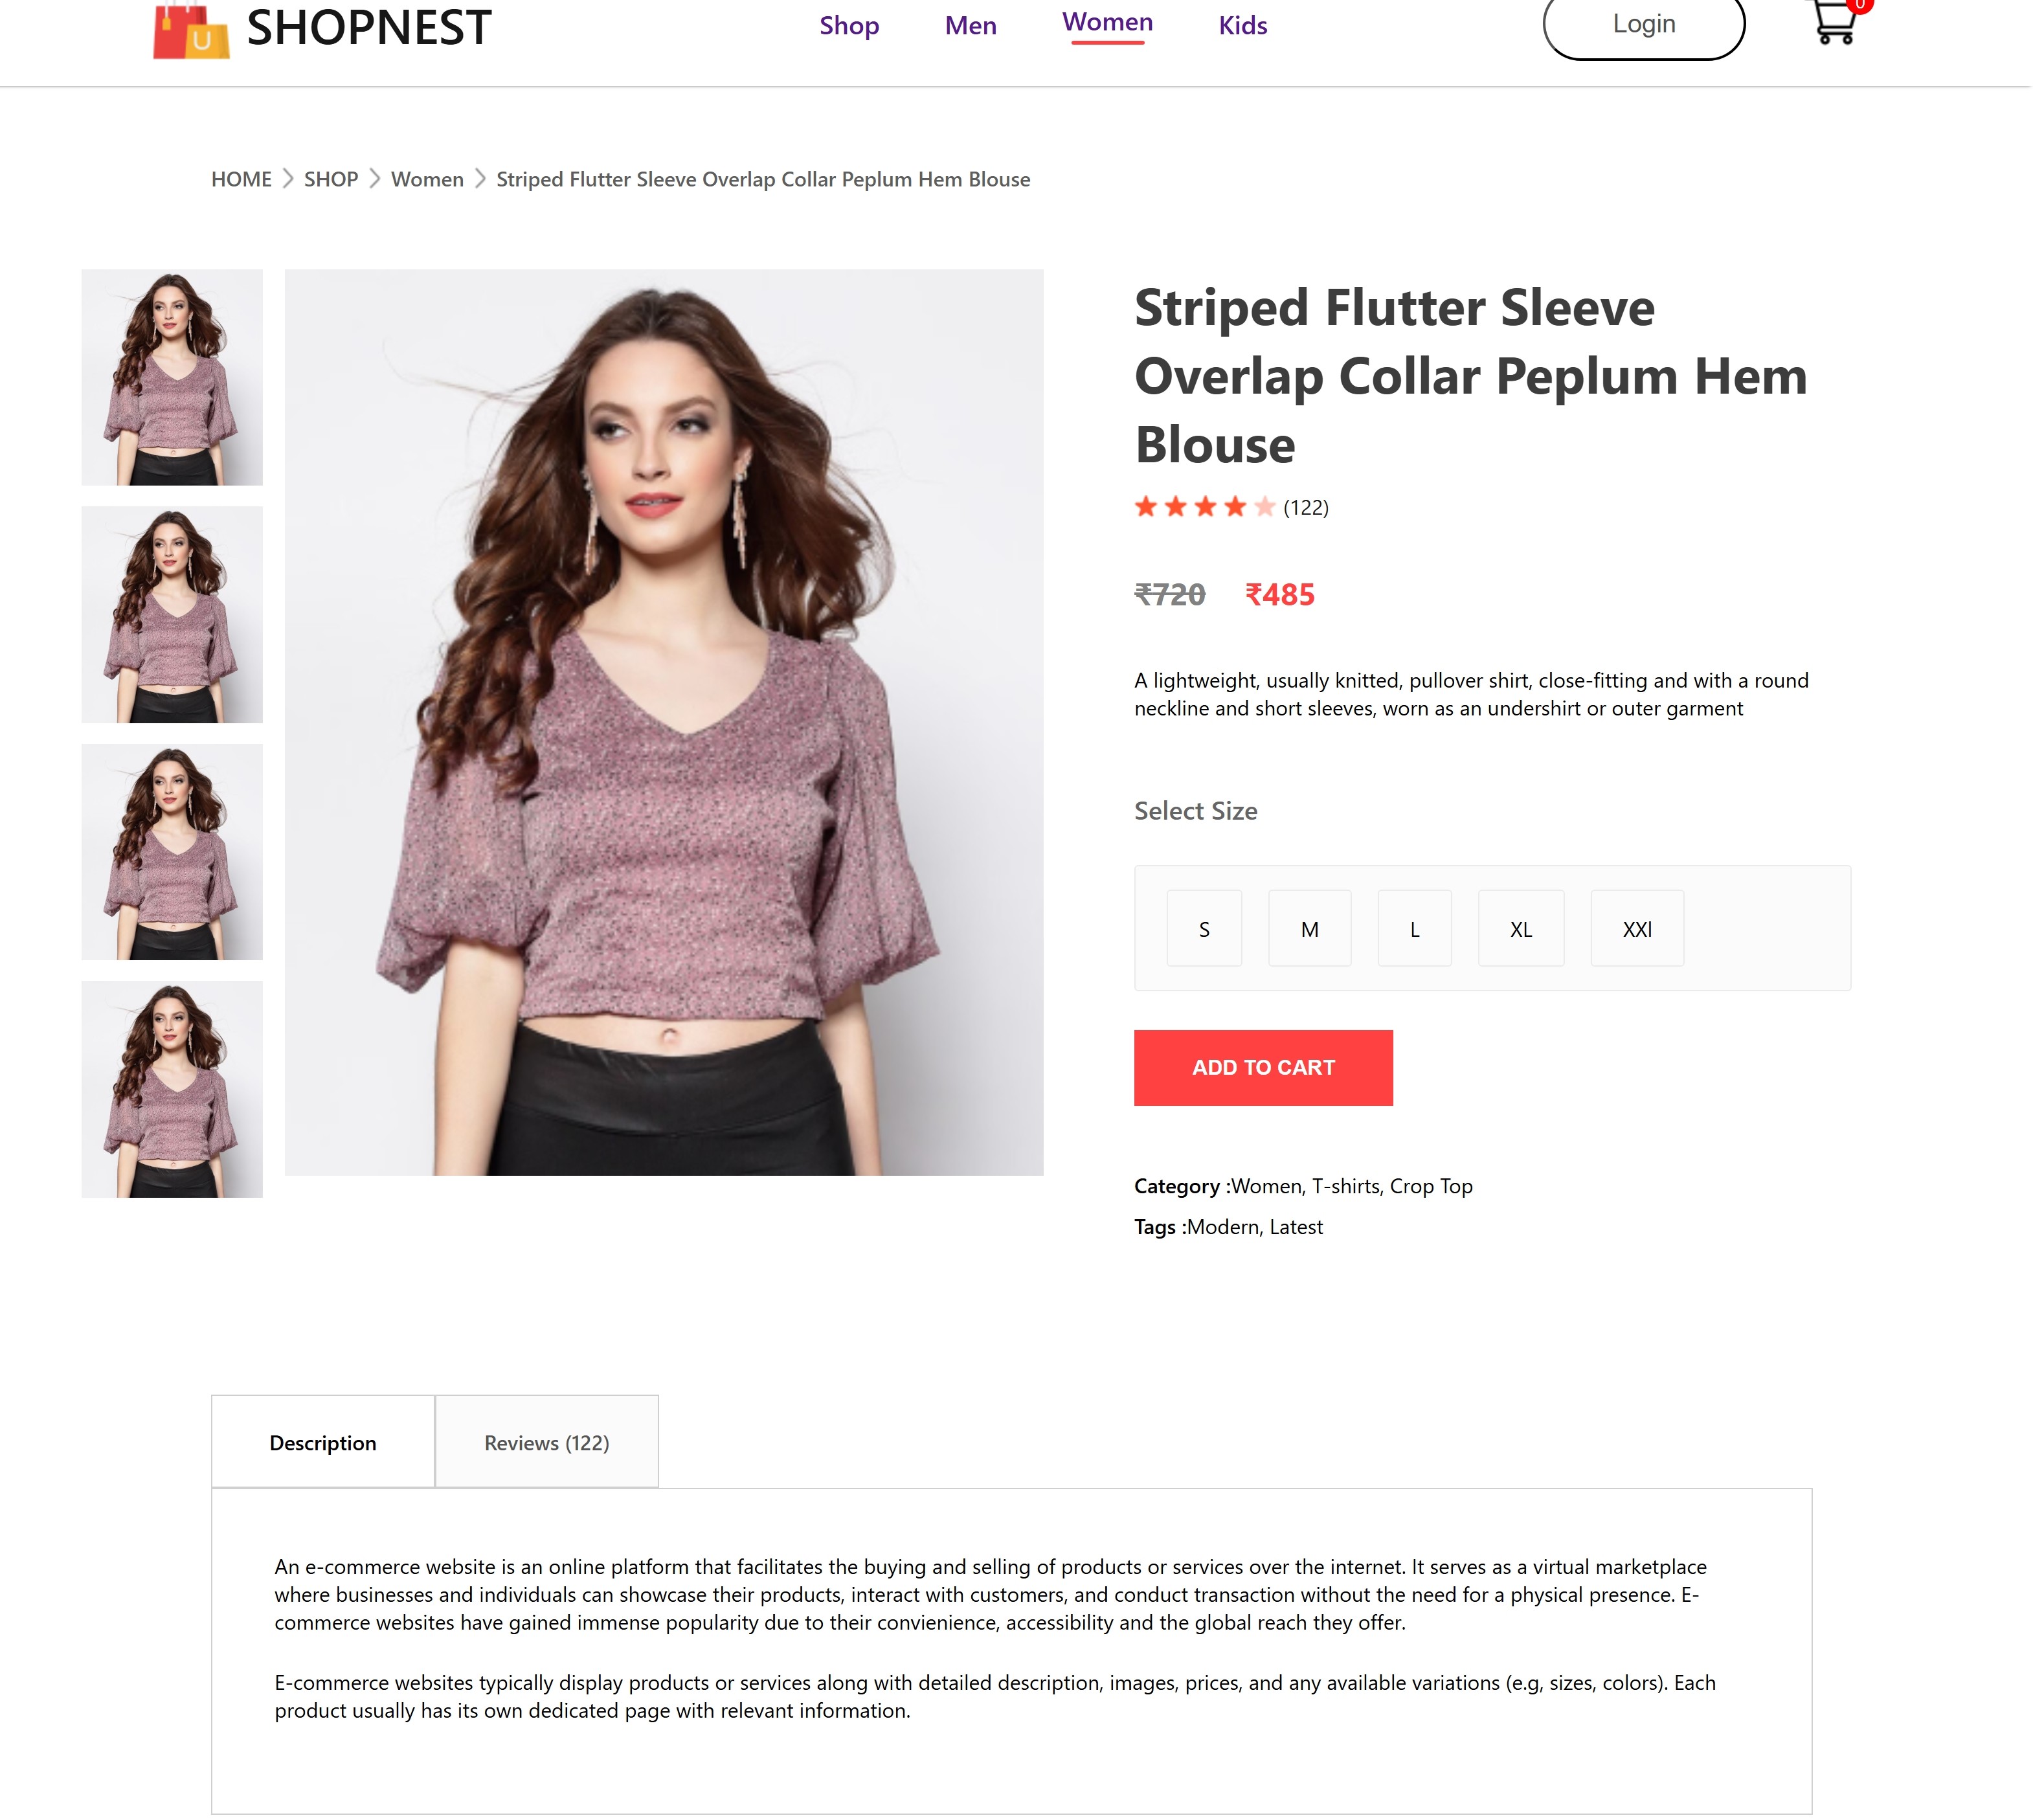 SHOPNEST
Shop Men Women Kids
Login
0
HOME SHOP Women Striped Flutter Sleeve Overlap Collar Peplum Hem Blouse
Striped Flutter Sleeve
Overlap Collar Peplum Hem
Blouse
(122)
₹720 ₹485
A lightweight, usually knitted, pullover shirt, close-fitting and with a round
neckline and short sleeves, worn as an undershirt or outer garment
Select Size
S M L XL XXl
ADD TO CART
Category :Women, T-shirts, Crop Top
Tags :Modern, Latest
Description Reviews (122)
An e-commerce website is an online platform that facilitates the buying and selling of products or services over the internet. It serves as a virtual marketplace
where businesses and individuals can showcase their products, interact with customers, and conduct transaction without the need for a physical presence. E-
commerce websites have gained immense popularity due to their convienience, accessibility and the global reach they offer.
E-commerce websites typically display products or services along with detailed description, images, prices, and any available variations (e.g, sizes, colors). Each
product usually has its own dedicated page with relevant information.